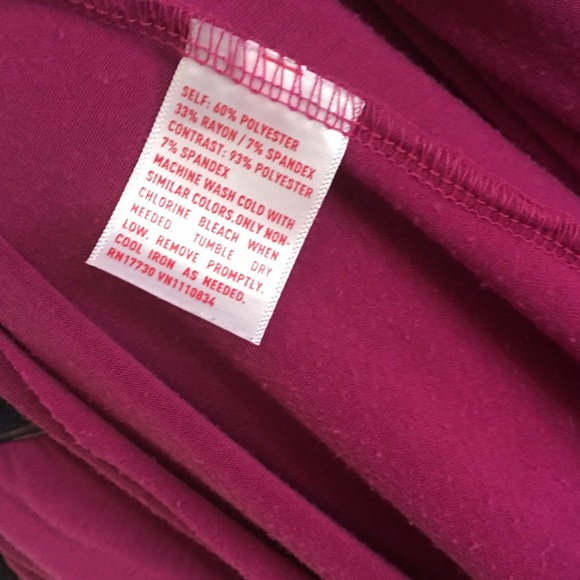 SELF: 60% POLYESTER
33% RAYON / 7% SPANDEX
CONTRAST: 93% POLYESTER
7% SPANDEX
MACHINE WASH COLD WITH
SIMILAR COLORS.ONLY NON-
CHLORINE BLEACH WHEN
NEEDED. TUMBLE DRY
LOW. REMOVE PROMPTLY.
COOL IRON AS NEEDED.
RN17730 VN1110834